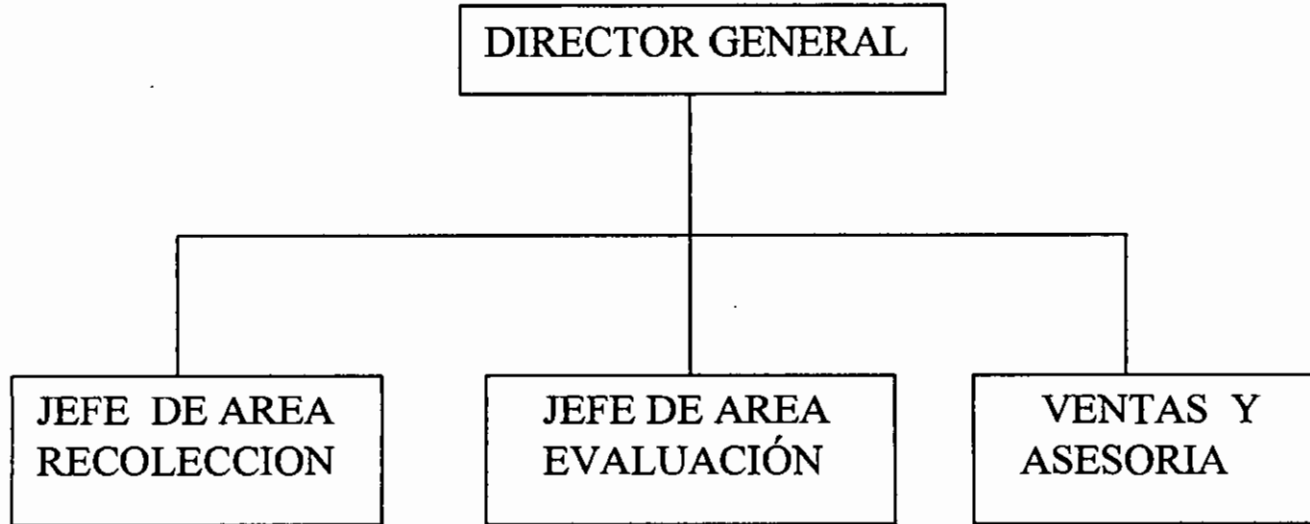 DIRECTOR GENERAL
JEFE DE AREA
RECOLECCION
JEFE DE AREA
EVALUACIÓN
VENTAS Y
ASESORIA